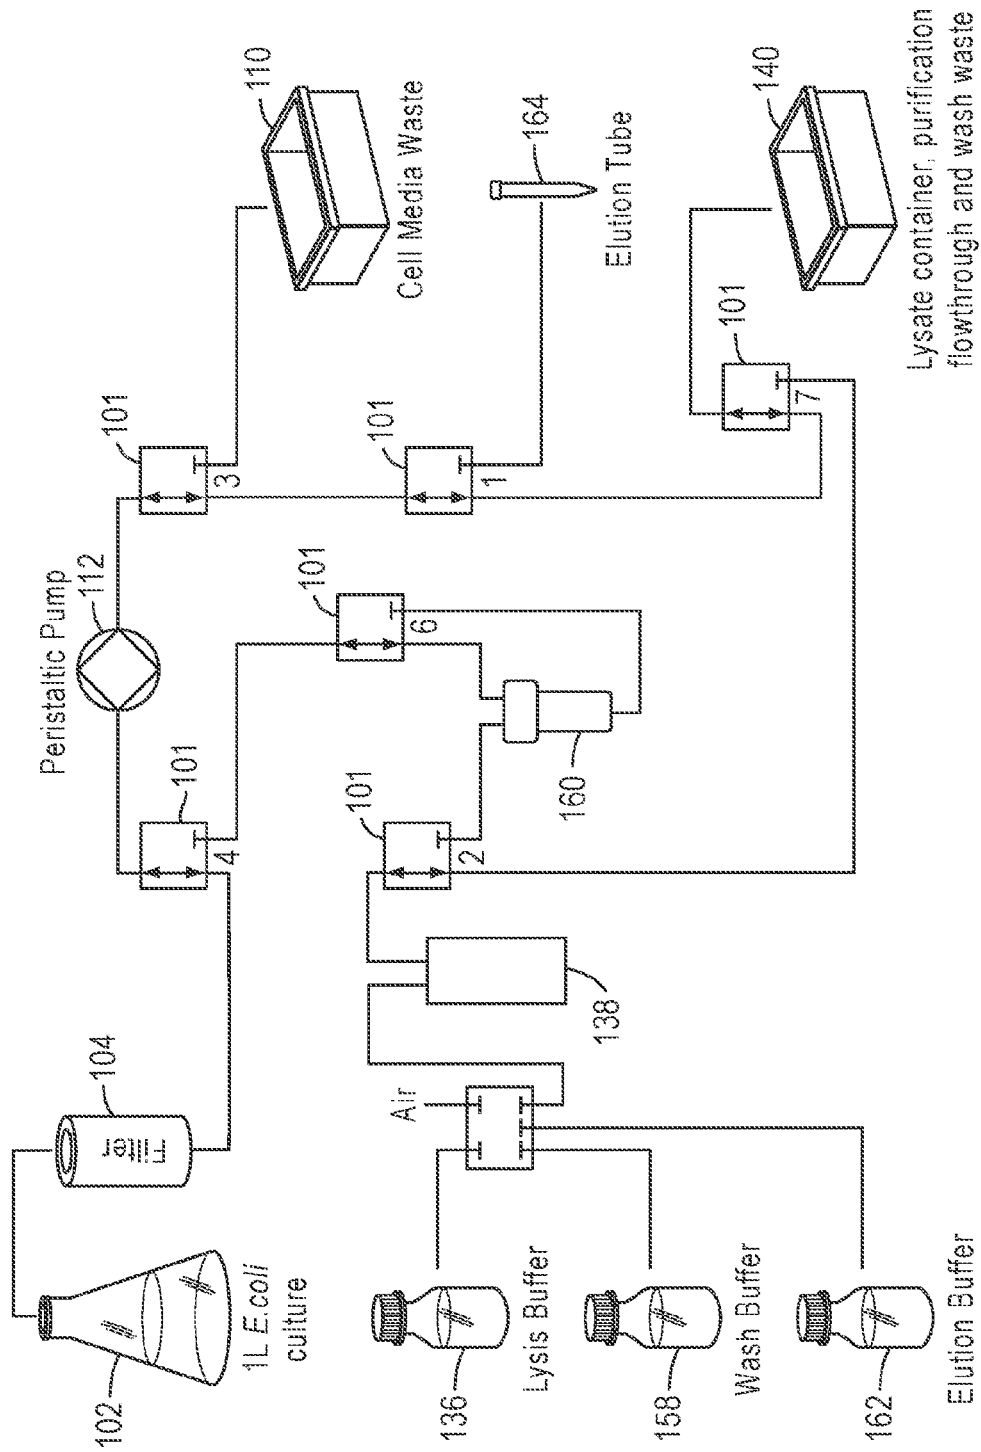 102
1L E.coli
culture
104
Filter
Peristaltic Pump
112
101
4
101
3
110
Cell Media Waste
136
Lysis Buffer
Air
138
101
2
101
6
160
101
1
164
Elution Tube
158
Wash Buffer
162
Elution Buffer
101
7
140
Lysate container, purification
flowthrough and wash waste